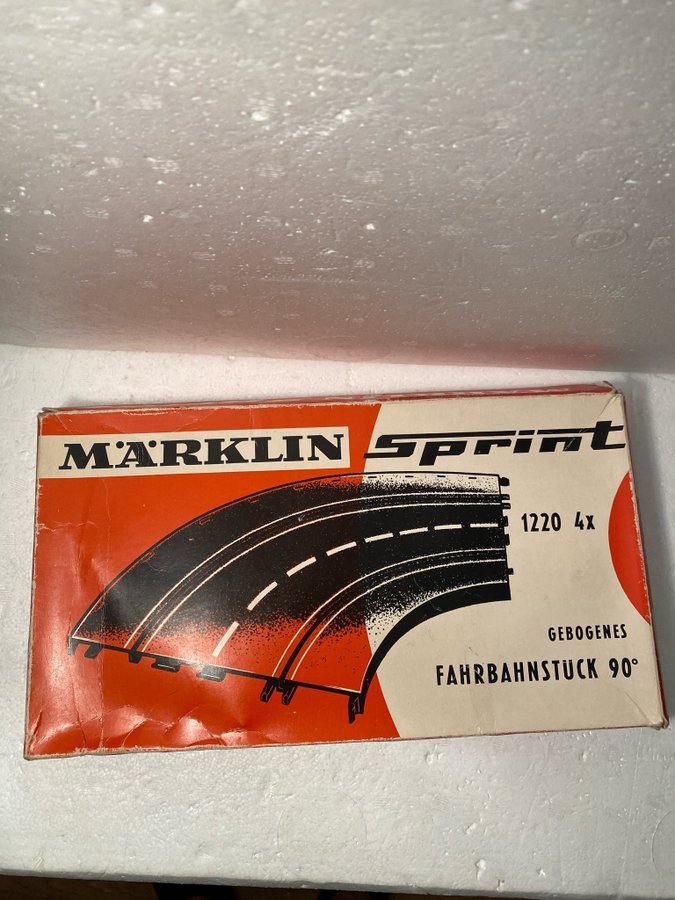 MÄRKLIN Sprint
1220 4x
GEBOGENES
FAHRBAHNSTÜCK 90°